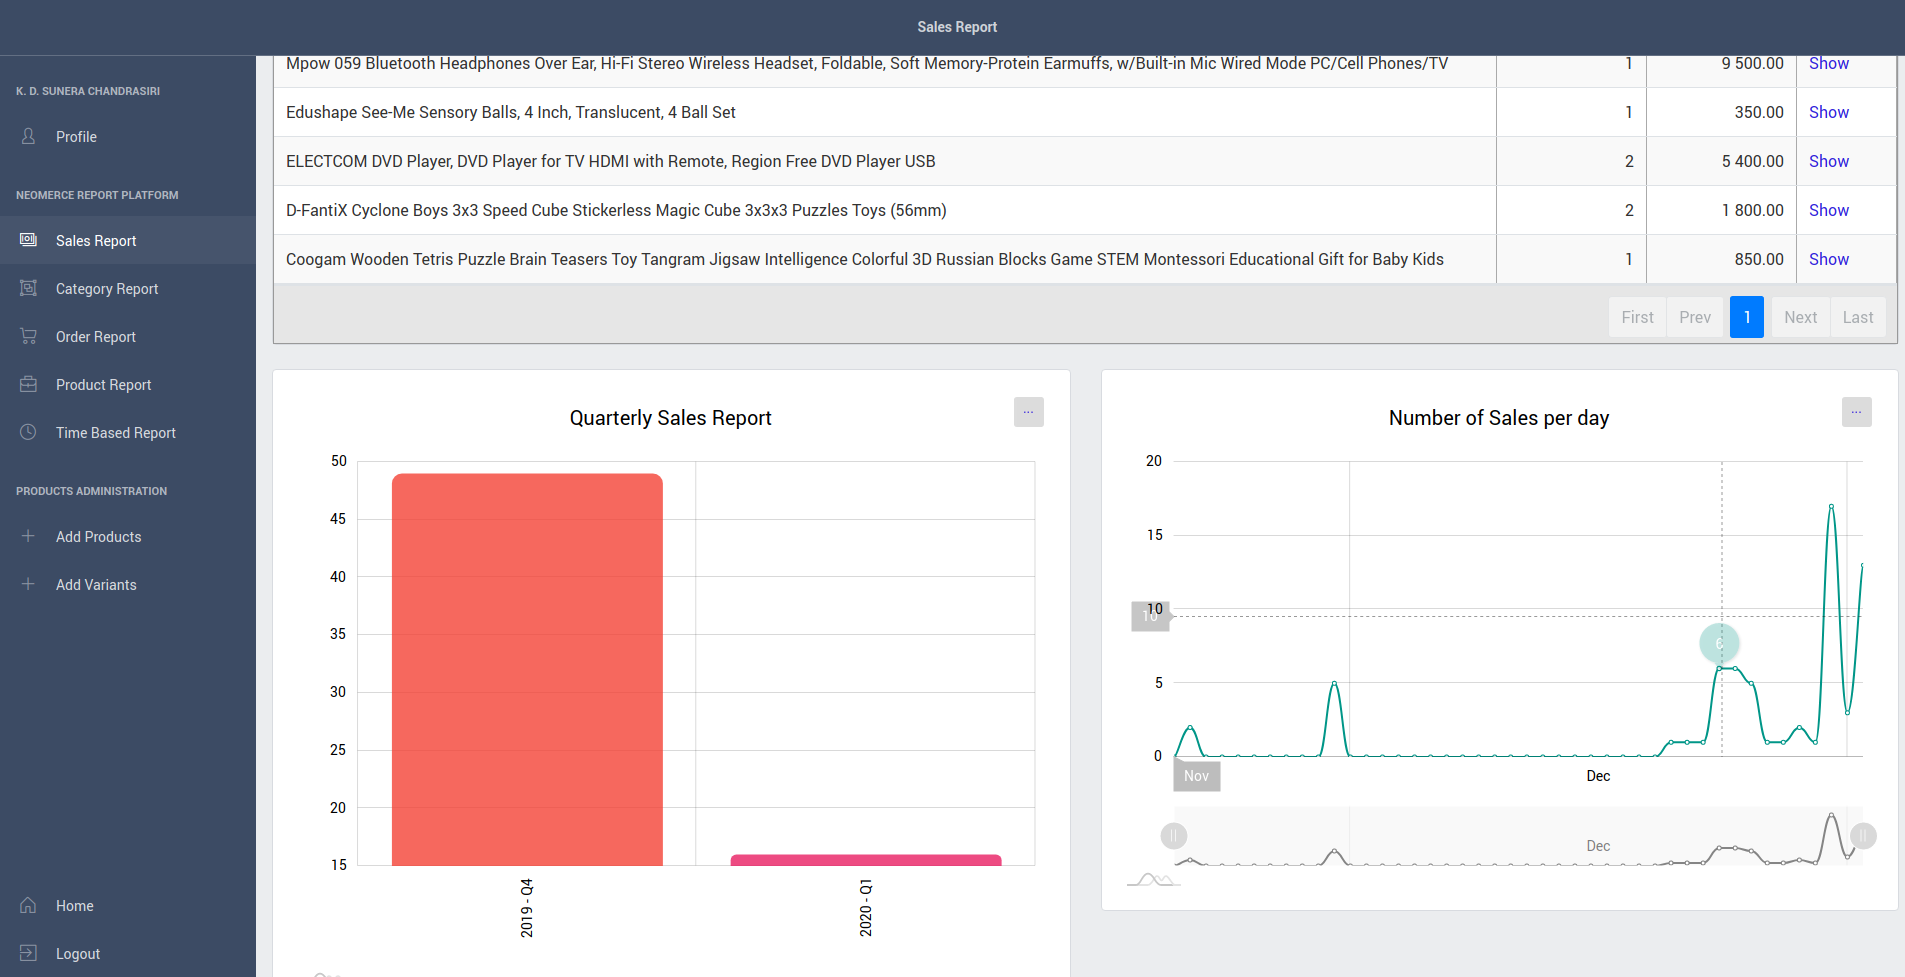 Sales Report
K. D. SUNERA CHANDRASIRI
Profile
NEOMERCE REPORT PLATFORM
Sales Report
Category Report
Order Report
Product Report
Time Based Report
PRODUCTS ADMINISTRATION
Add Products
Add Variants
Home
Logout
Mpow 059 Bluetooth Headphones Over Ear, Hi-Fi Stereo Wireless Headset, Foldable, Soft Memory-Protein Earmuffs, w/Built-in Mic Wired Mode PC/Cell Phones/TV 1 9 500.00 Show
Edushape See-Me Sensory Balls, 4 Inch, Translucent, 4 Ball Set 1 350.00 Show
ELECTCOM DVD Player, DVD Player for TV HDMI with Remote, Region Free DVD Player USB 2 5 400.00 Show
D-FantiX Cyclone Boys 3x3 Speed Cube Stickerless Magic Cube 3x3x3 Puzzles Toys (56mm) 2 1 800.00 Show
Coogam Wooden Tetris Puzzle Brain Teasers Toy Tangram Jigsaw Intelligence Colorful 3D Russian Blocks Game STEM Montessori Educational Gift for Baby Kids 1 850.00 Show
First Prev 1 Next Last
Quarterly Sales Report
...
50
45
40
35
30
25
20
15
2019 - Q4
2020 - Q1
Number of Sales per day
...
20
15
10
10
5
0
6
Nov
Dec
Dec